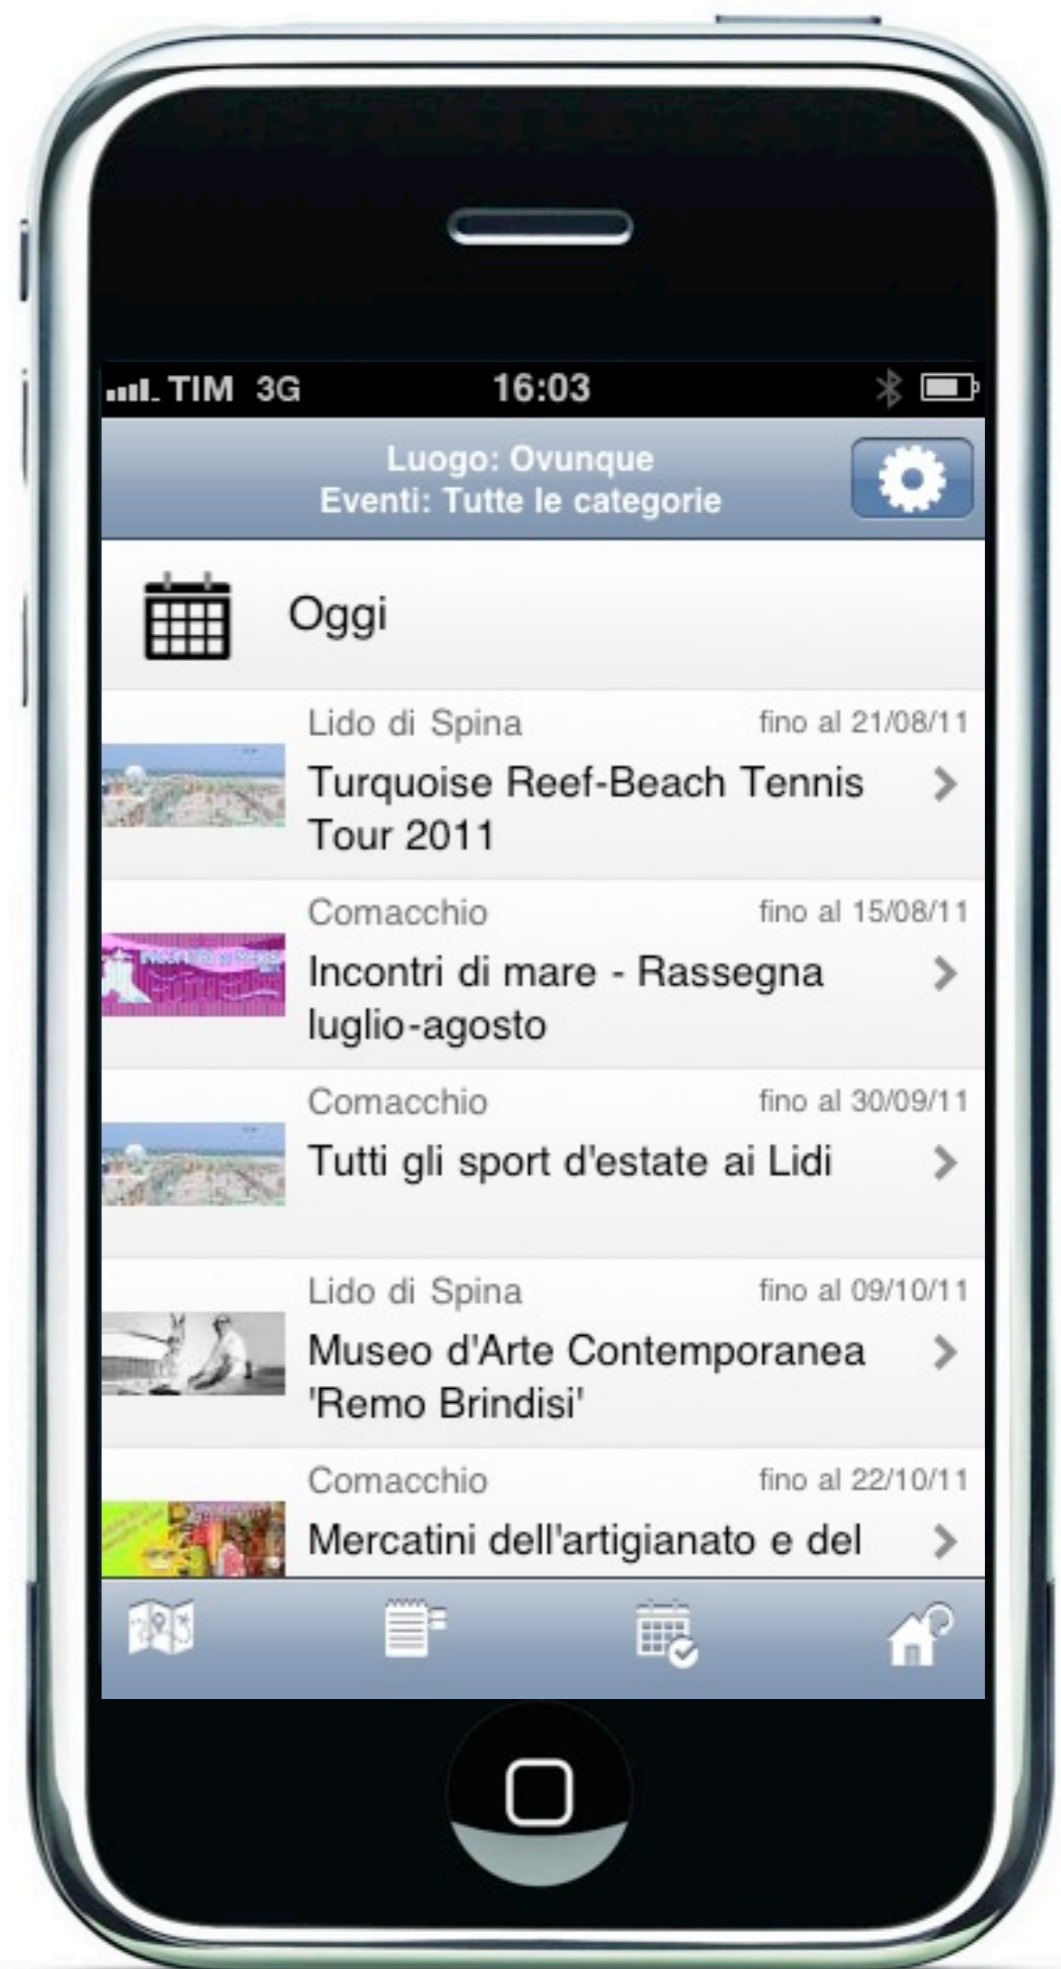 TIM 3G 16:03
Luogo: Ovunque
Eventi: Tutte le categorie
Oggi
Lido di Spina fino al 21/08/11
Turquoise Reef-Beach Tennis
Tour 2011
Comacchio fino al 15/08/11
Incontri di mare - Rassegna
luglio-agosto
Comacchio fino al 30/09/11
Tutti gli sport d'estate ai Lidi
Lido di Spina fino al 09/10/11
Museo d'Arte Contemporanea
'Remo Brindisi'
Comacchio fino al 22/10/11
Mercatini dell'artigianato e del